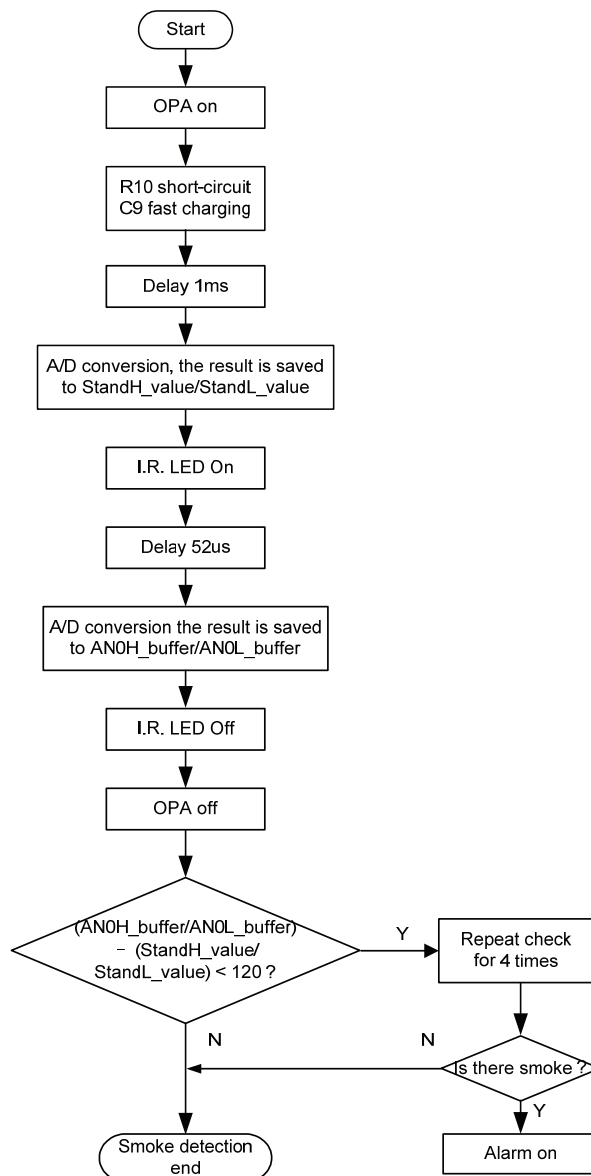 Start
OPA on
R10 short-circuit
C9 fast charging
Delay 1ms
A/D conversion, the result is saved
to StandH_value/StandL_value
I.R. LED On
Delay 52us
A/D conversion the result is saved
to AN0H_buffer/AN0L_buffer
I.R. LED Off
OPA off
(AN0H_buffer/AN0L_buffer)
– (StandH_value/
StandL_value) < 120 ?
Y
Repeat check
for 4 times
N
N
Is there smoke ?
Y
Smoke detection
end
Alarm on